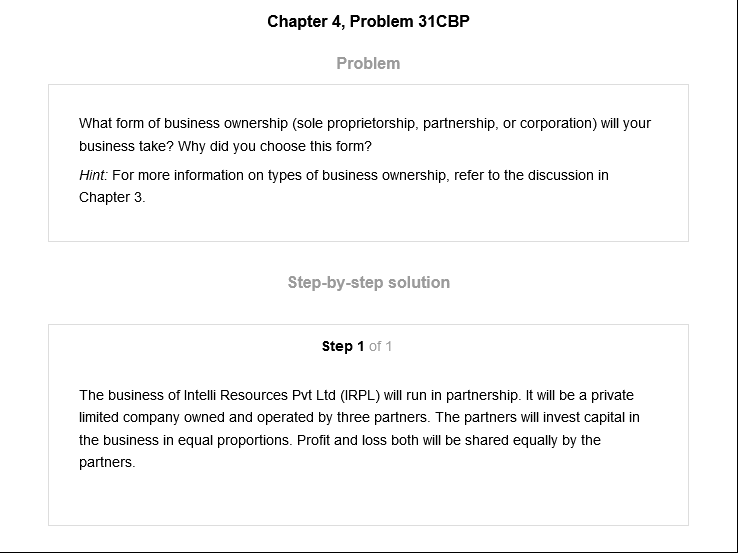 Chapter 4, Problem 31CBP
Problem
What form of business ownership (sole proprietorship, partnership, or corporation) will your
business take? Why did you choose this form?
Hint: For more information on types of business ownership, refer to the discussion in
Chapter 3.
Step-by-step solution
Step 1 of 1
The business of Intelli Resources Pvt Ltd (IRPL) will run in partnership. It will be a private
limited company owned and operated by three partners. The partners will invest capital in
the business in equal proportions. Profit and loss both will be shared equally by the
partners.